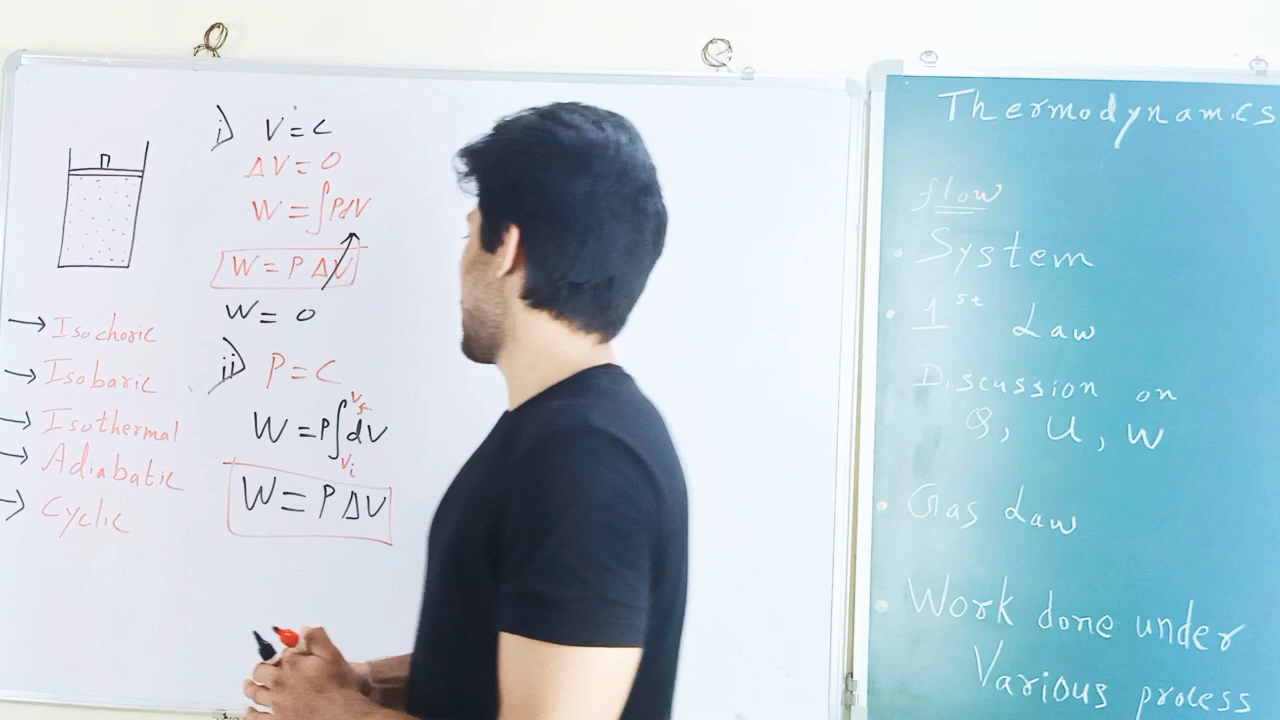 i) V = C
ΔV = 0
W = ∫PdV
W = P ΔV
W = 0
ii) P = C
W = P∫dV
Vf
Vi
W = P ΔV
→ Isochoric
→ Isobaric
→ Isothermal
→ Adiabatic
→ Cyclic
Thermodynamics
flow
• System
• 1st Law
Discussion on
Q, U, W
• Gas Law
• Work done under
Various process